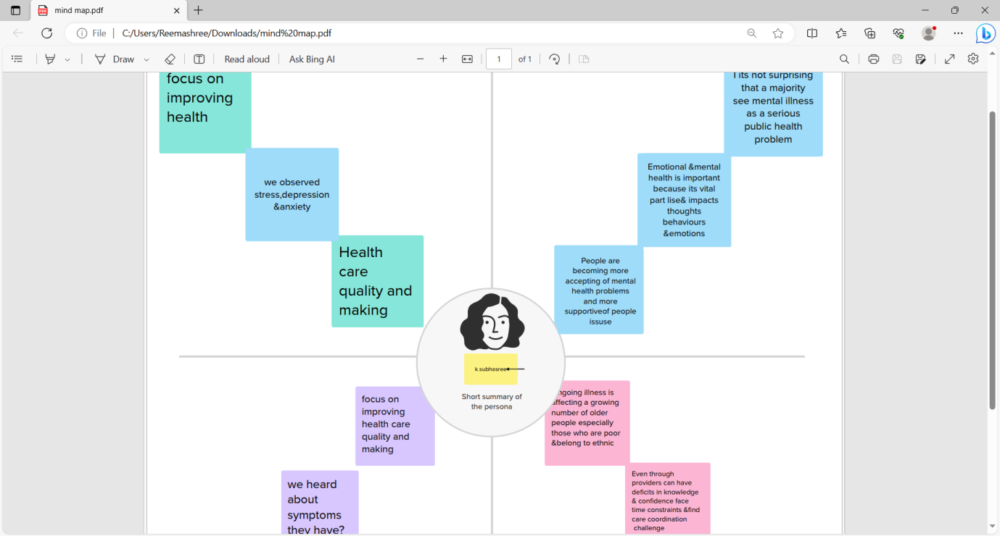 mind map.pdf
File
C:/Users/Reemashree/Downloads/mind%20map.pdf
Draw
Read aloud
Ask Bing AI
1
of 1
focus on
improving
health
we observed
stress,depression
&anxiety
Health
care
quality and
making
I its not surprising
that a majority
see mental illness
as a serious
public health
problem
Emotional &mental
health is important
because its vital
part lise& impacts
thoughts
behaviours
&emotions
People are
becoming more
accepting of mental
health problems
and more
supportiveof people
issuse
k.subhasree
Short summary of
the persona
focus on
improving
health care
quality and
making
we heard
about
symptoms
they have?
ngoing illness is
affecting a growing
number of older
people especially
those who are poor
&belong to ethnic
Even through
providers can have
deficits in knowledge
& confidence face
time constraints &find
care coordination
challenge